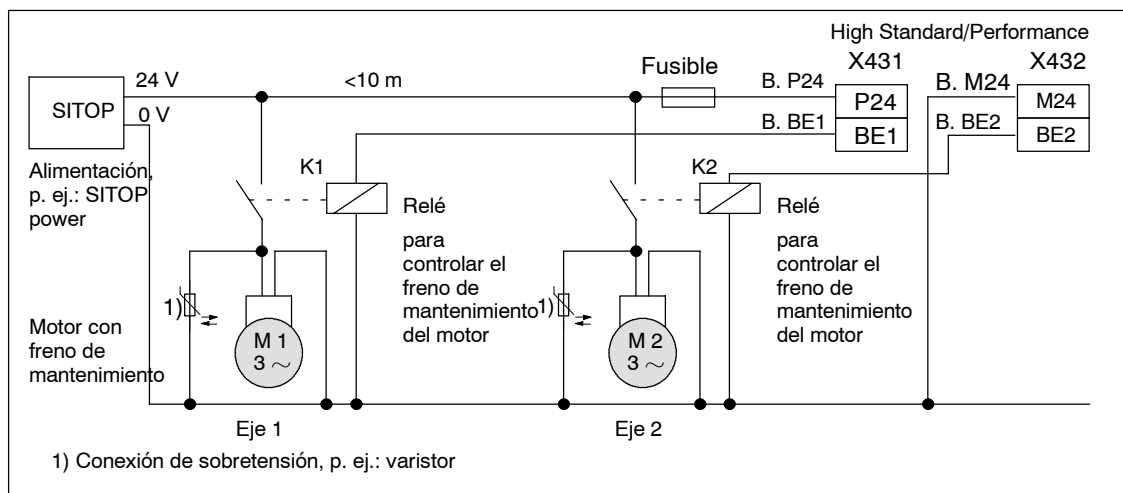 High Standard/Performance
X431
X432
SITOP
24 V
0 V
<10 m
Fusible
B. P24
P24
B. BE1
BE1
B. M24
M24
B. BE2
BE2
Alimentación,
p. ej.: SITOP
power
K1
Relé
para
controlar el
freno de
mantenimiento
del motor
K2
Relé
para
controlar el
freno de
mantenimiento
del motor
1)
1)
Motor con
freno de
mantenimiento
M 1
3 ~
M 2
3 ~
Eje 1
Eje 2
1) Conexión de sobretensión, p. ej.: varistor